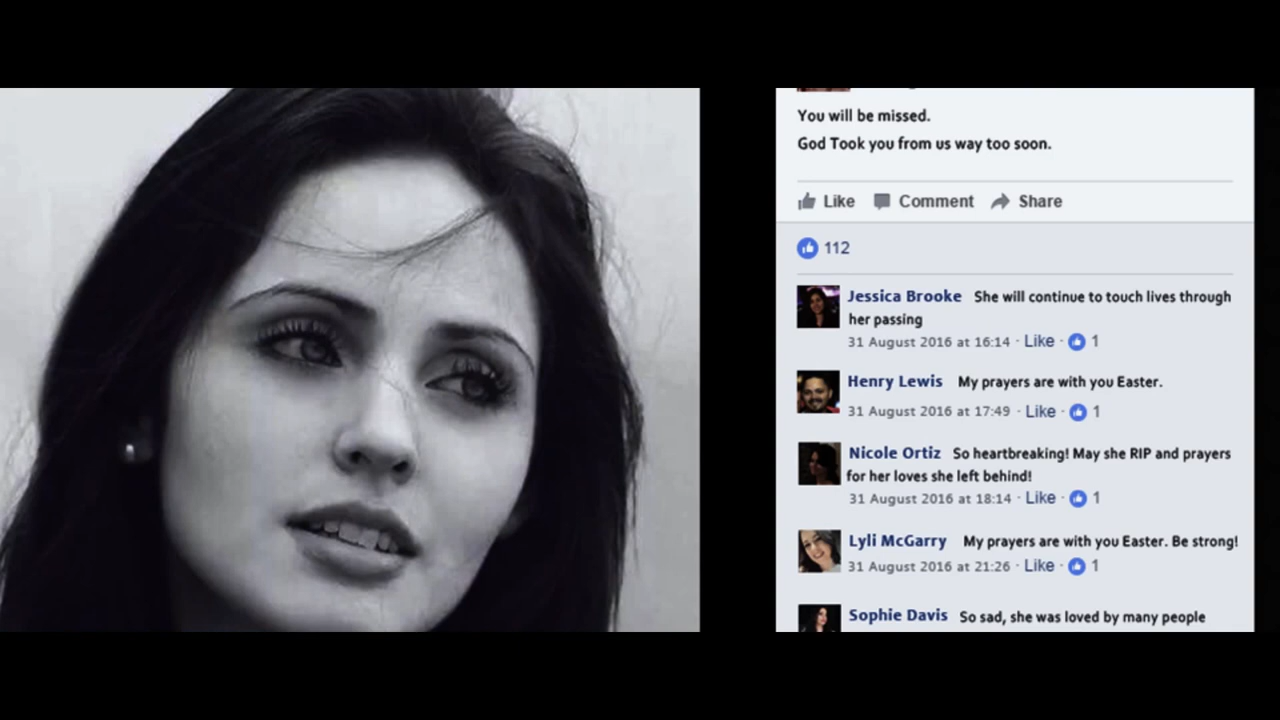 You will be missed.
God Took you from us way too soon.
Like Comment Share
112
Jessica Brooke She will continue to touch lives through
her passing
31 August 2016 at 16:14 · Like · 1
Henry Lewis My prayers are with you Easter.
31 August 2016 at 17:49 · Like · 1
Nicole Ortiz So heartbreaking! May she RIP and prayers
for her loves she left behind!
31 August 2016 at 18:14 · Like · 1
Lyli McGarry My prayers are with you Easter. Be strong!
31 August 2016 at 21:26 · Like · 1
Sophie Davis So sad, she was loved by many people